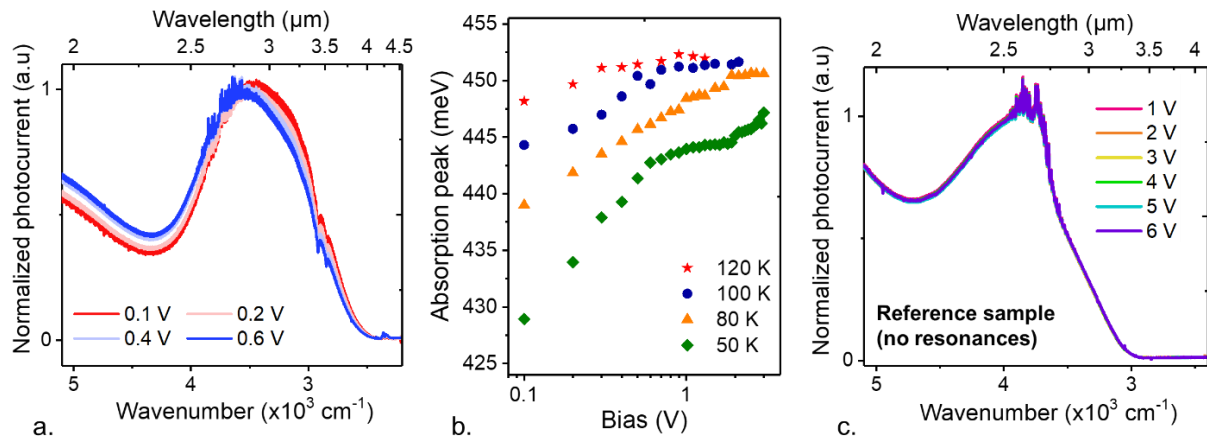 Wavelength (µm)
2 2.5 3 3.5 4 4.5
Normalized photocurrent (a.u)
1
0
0.1 V 0.2 V
0.4 V 0.6 V
5 4 3
Wavenumber (x10³ cm⁻¹)
a.
Absorption peak (meV)
455
450
445
440
435
430
425
120 K
100 K
80 K
50 K
0.1 1
Bias (V)
b.
Wavelength (µm)
2 2.5 3 3.5 4
Normalized photocurrent (a.u)
1
0
1 V
2 V
3 V
4 V
5 V
6 V
Reference sample
(no resonances)
5 4 3
Wavenumber (x10³ cm⁻¹)
c.